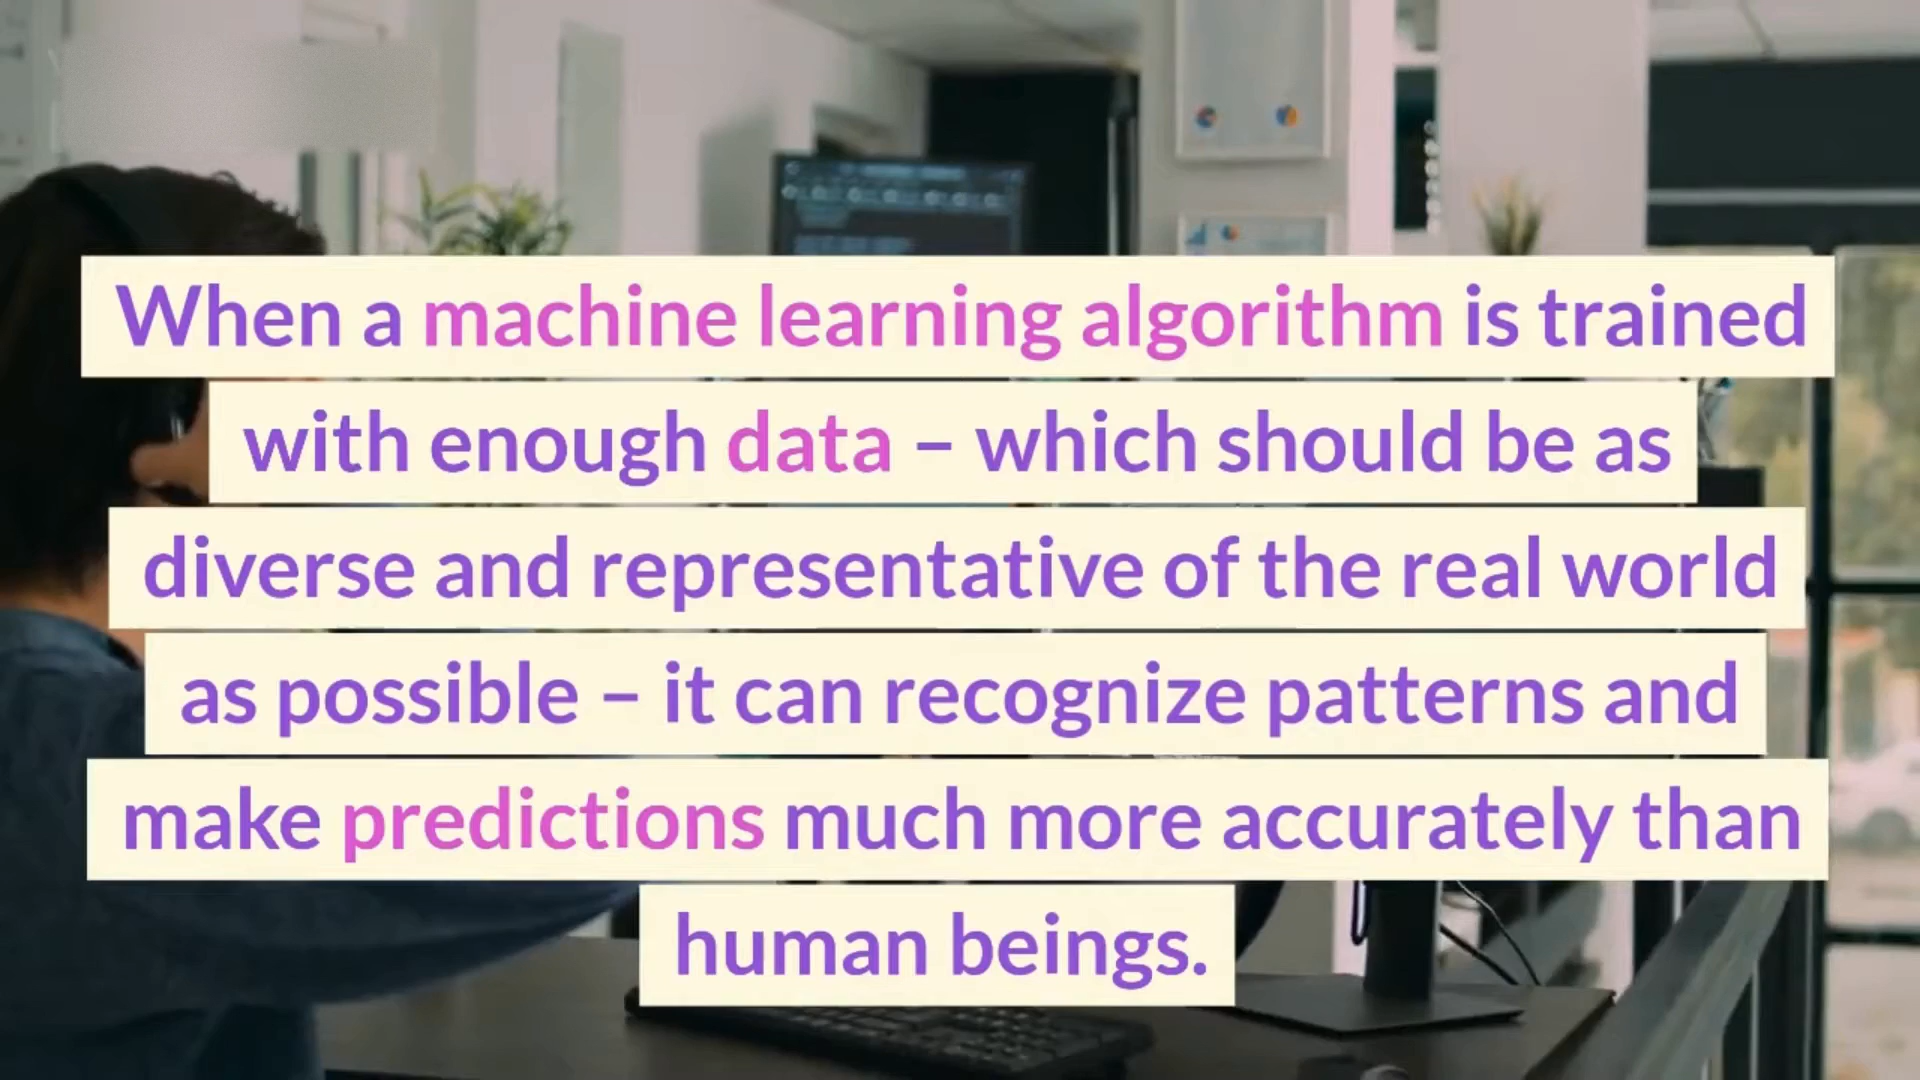 When a machine learning algorithm is trained
with enough data – which should be as
diverse and representative of the real world
as possible – it can recognize patterns and
make predictions much more accurately than
human beings.